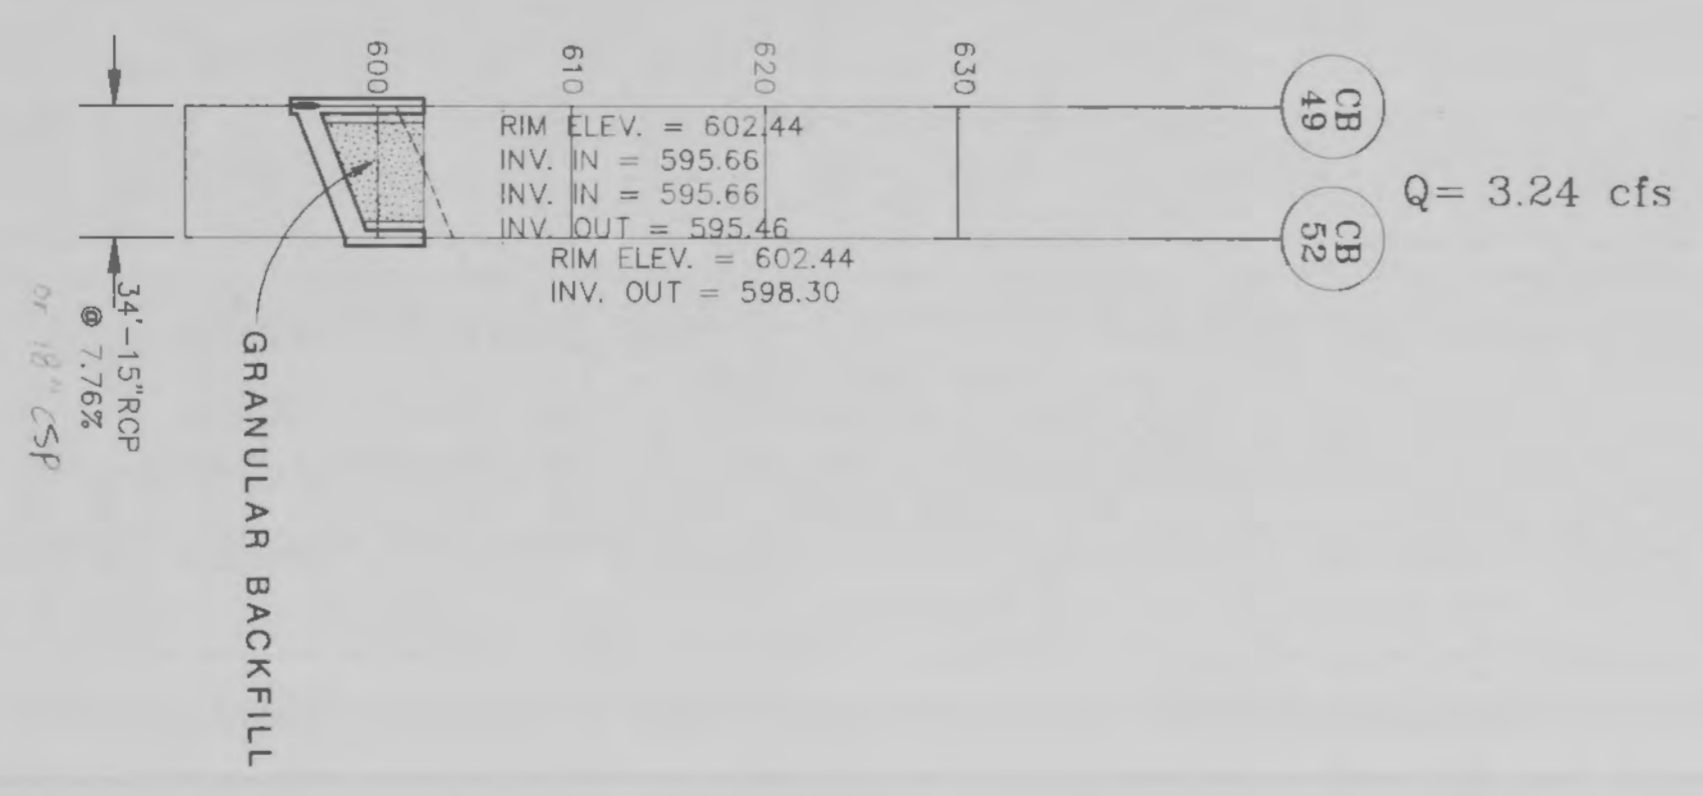 600
610
620
630
CB
49
CB
52
Q= 3.24 cfs
RIM ELEV. = 602.44
INV. IN = 595.66
INV. IN = 595.66
INV. OUT = 595.46
RIM ELEV. = 602.44
INV. OUT = 598.30
34'-15"RCP
@ 7.76%
or 18" CSP
GRANULAR BACKFILL